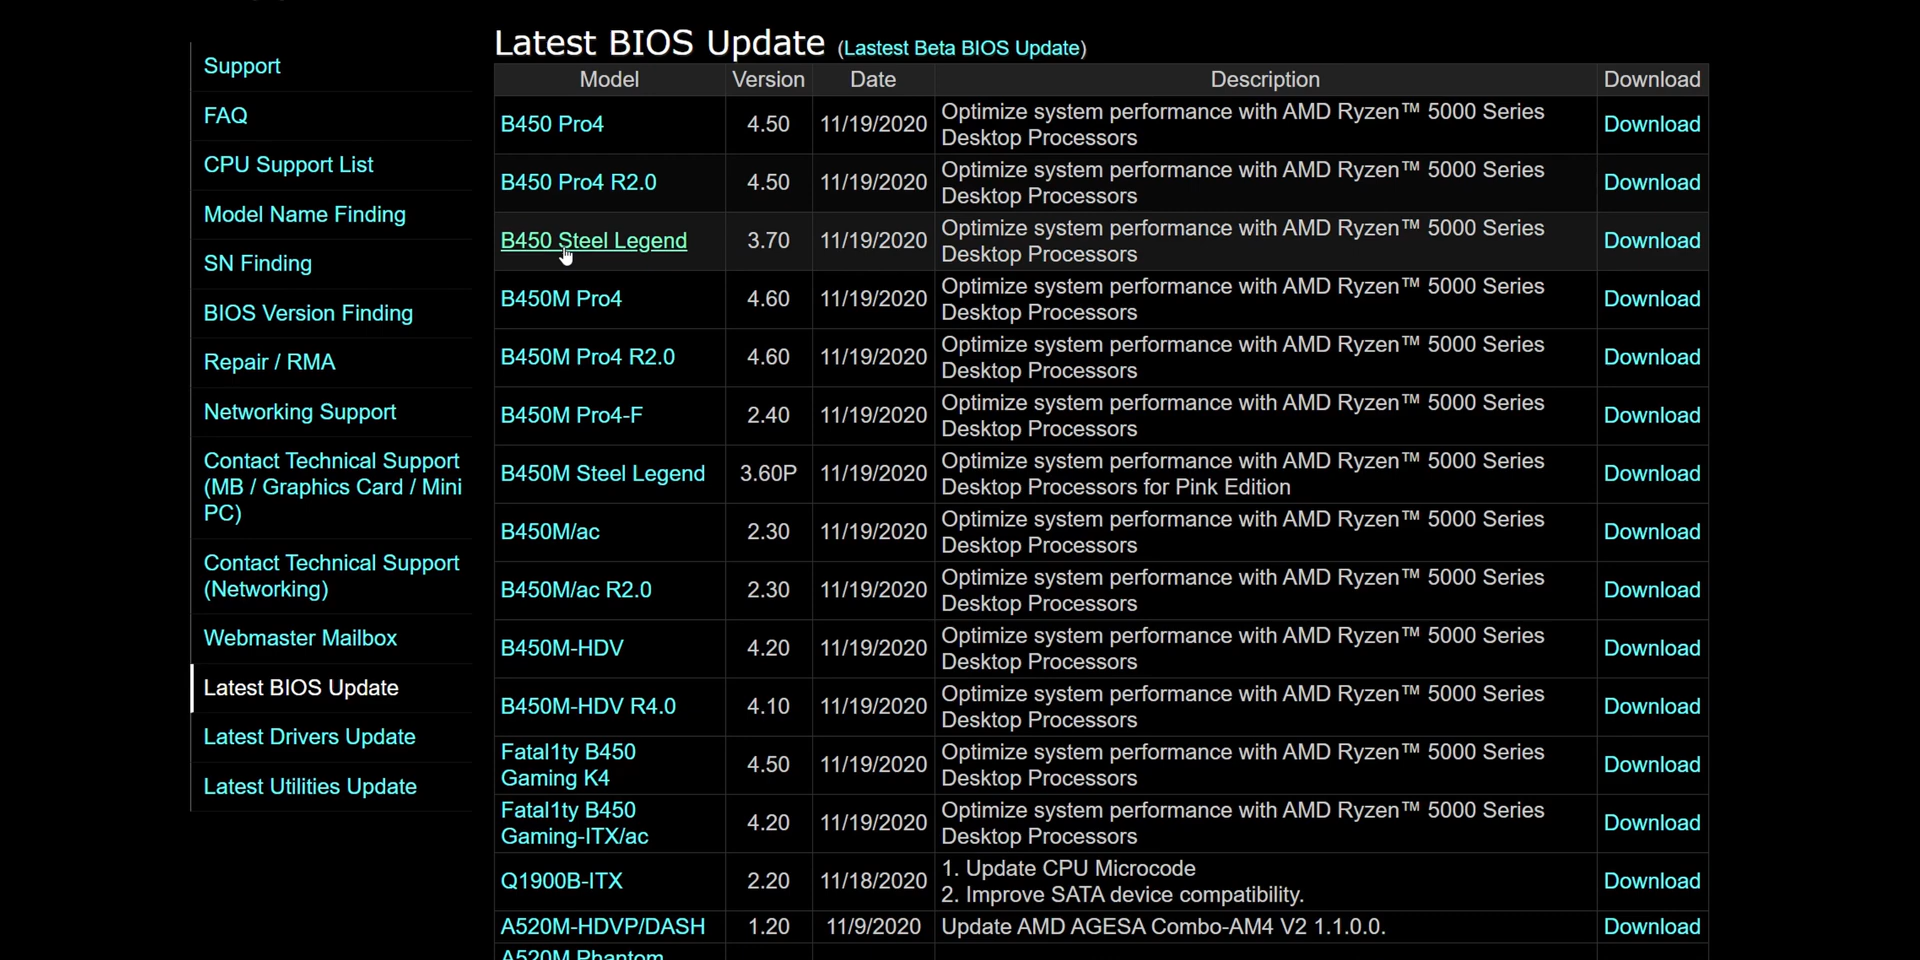 Support
FAQ
CPU Support List
Model Name Finding
SN Finding
BIOS Version Finding
Repair / RMA
Networking Support
Contact Technical Support
(MB / Graphics Card / Mini
PC)
Contact Technical Support
(Networking)
Webmaster Mailbox
Latest BIOS Update
Latest Drivers Update
Latest Utilities Update
Latest BIOS Update (Lastest Beta BIOS Update)
Model Version Date Description Download
B450 Pro4 4.50 11/19/2020 Optimize system performance with AMD Ryzen™ 5000 Series
Desktop Processors Download
B450 Pro4 R2.0 4.50 11/19/2020 Optimize system performance with AMD Ryzen™ 5000 Series
Desktop Processors Download
B450 Steel Legend 3.70 11/19/2020 Optimize system performance with AMD Ryzen™ 5000 Series
Desktop Processors Download
B450M Pro4 4.60 11/19/2020 Optimize system performance with AMD Ryzen™ 5000 Series
Desktop Processors Download
B450M Pro4 R2.0 4.60 11/19/2020 Optimize system performance with AMD Ryzen™ 5000 Series
Desktop Processors Download
B450M Pro4-F 2.40 11/19/2020 Optimize system performance with AMD Ryzen™ 5000 Series
Desktop Processors Download
B450M Steel Legend 3.60P 11/19/2020 Optimize system performance with AMD Ryzen™ 5000 Series
Desktop Processors for Pink Edition Download
B450M/ac 2.30 11/19/2020 Optimize system performance with AMD Ryzen™ 5000 Series
Desktop Processors Download
B450M/ac R2.0 2.30 11/19/2020 Optimize system performance with AMD Ryzen™ 5000 Series
Desktop Processors Download
B450M-HDV 4.20 11/19/2020 Optimize system performance with AMD Ryzen™ 5000 Series
Desktop Processors Download
B450M-HDV R4.0 4.10 11/19/2020 Optimize system performance with AMD Ryzen™ 5000 Series
Desktop Processors Download
Fatal1ty B450
Gaming K4 4.50 11/19/2020 Optimize system performance with AMD Ryzen™ 5000 Series
Desktop Processors Download
Fatal1ty B450
Gaming-ITX/ac 4.20 11/19/2020 Optimize system performance with AMD Ryzen™ 5000 Series
Desktop Processors Download
Q1900B-ITX 2.20 11/18/2020 1. Update CPU Microcode
2. Improve SATA device compatibility. Download
A520M-HDVP/DASH 1.20 11/9/2020 Update AMD AGESA Combo-AM4 V2 1.1.0.0. Download
A520M Phantom